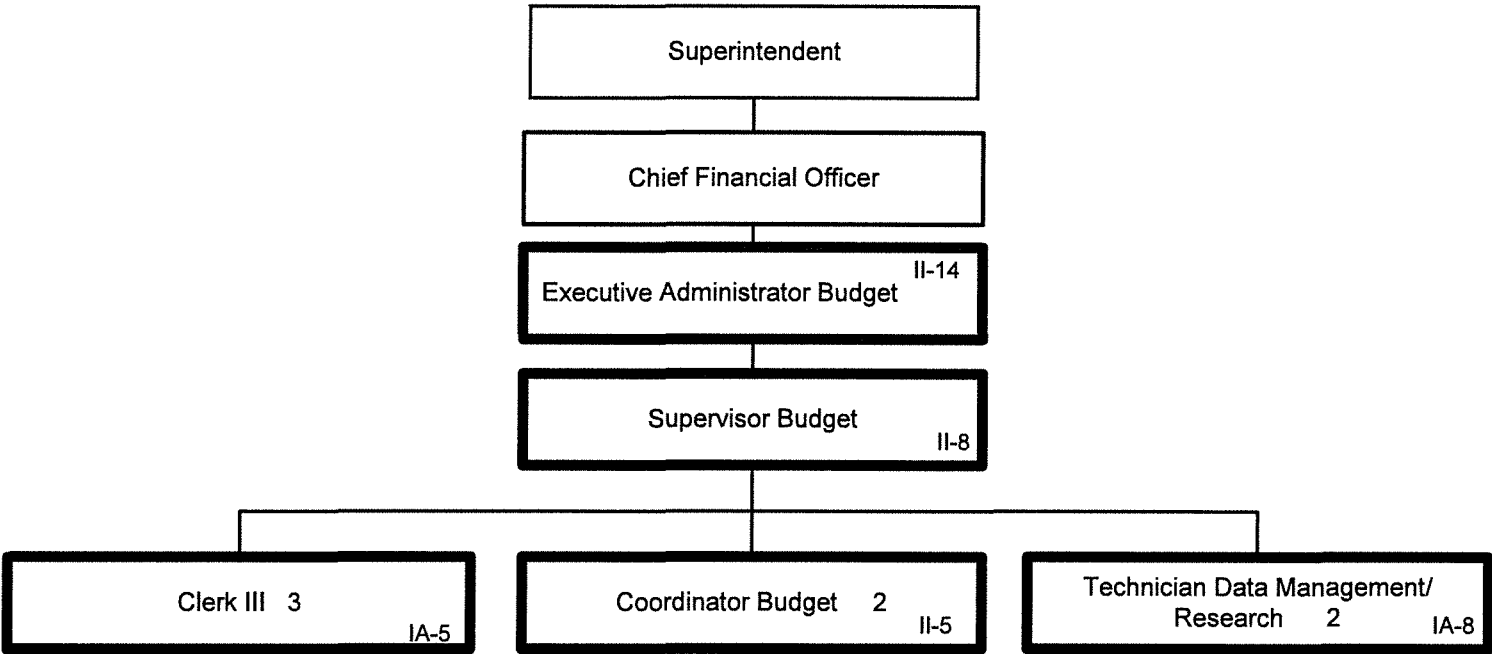 Superintendent
Chief Financial Officer
II-14
Executive Administrator Budget
Supervisor Budget
II-8
Clerk III 3
IA-5
Coordinator Budget 2
II-5
Technician Data Management/
Research 2
IA-8